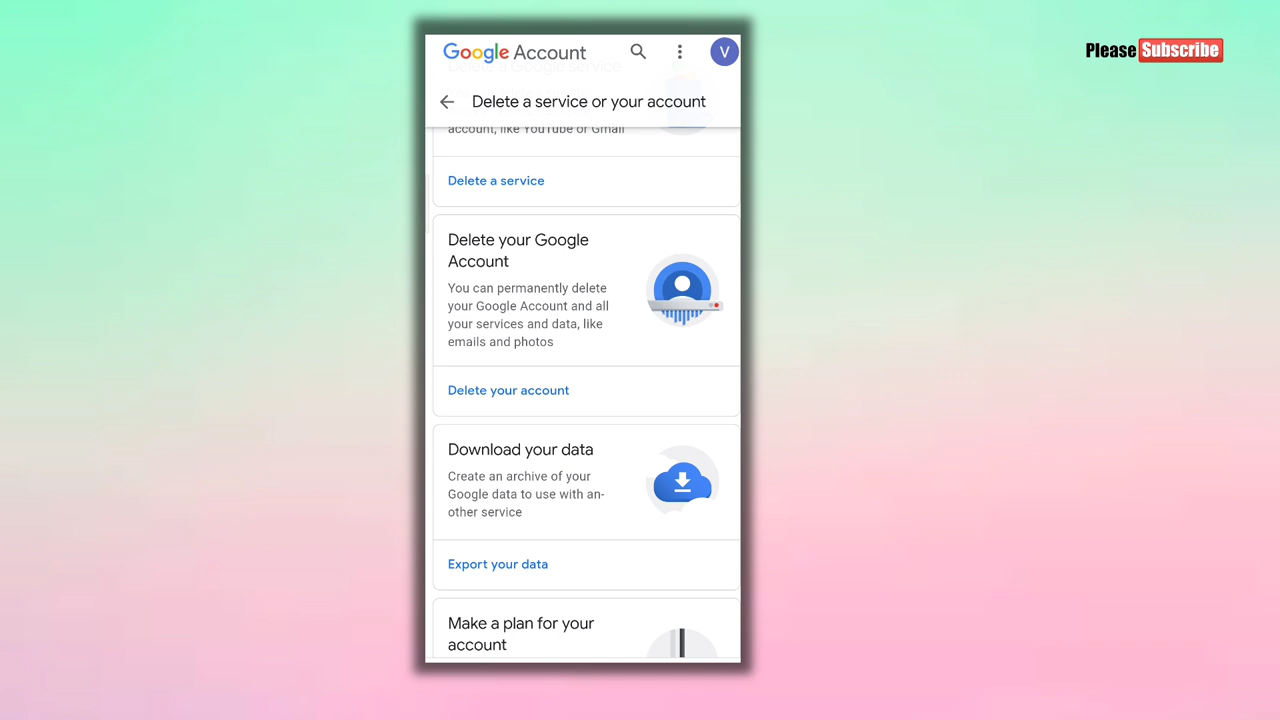 Google Account
V
Please Subscribe
Delete a Google service
Delete a service or your account
account, like YouTube or Gmail
Delete a service
Delete your Google
Account
You can permanently delete
your Google Account and all
your services and data, like
emails and photos
Delete your account
Download your data
Create an archive of your
Google data to use with an-
other service
Export your data
Make a plan for your
account